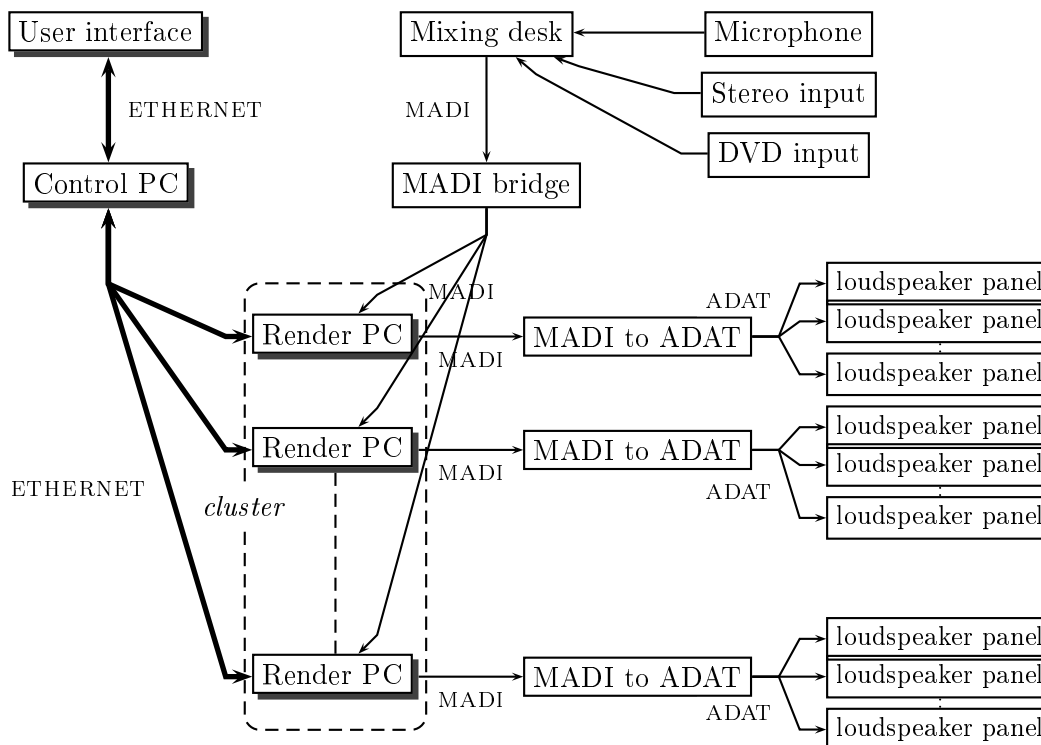 User interface
Mixing desk
Microphone
Stereo input
ETHERNET
MADI
DVD input
Control PC
MADI bridge
MADI
loudspeaker panel
ADAT
loudspeaker panel
Render PC
MADI to ADAT
MADI
loudspeaker panel
loudspeaker panel
Render PC
MADI to ADAT
loudspeaker panel
MADI
ETHERNET
ADAT
cluster
loudspeaker panel
loudspeaker panel
Render PC
MADI to ADAT
loudspeaker panel
MADI
ADAT
loudspeaker panel